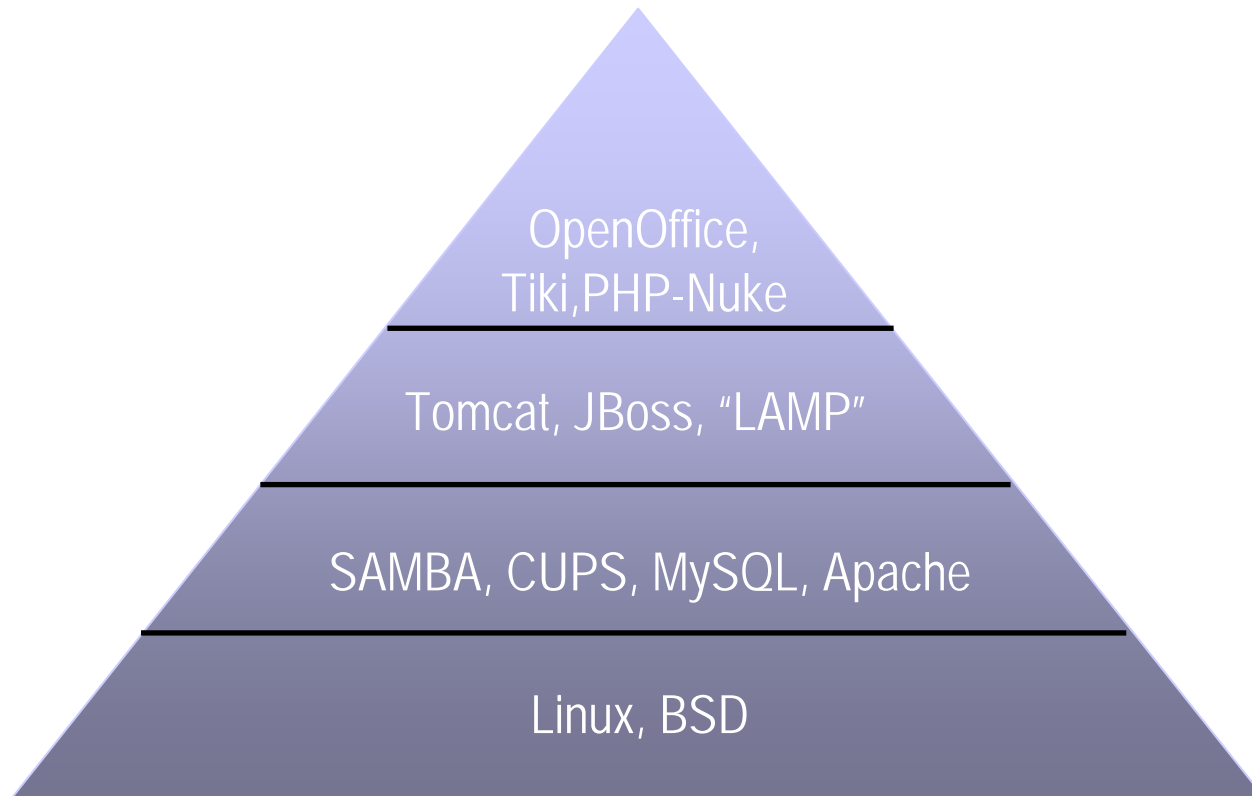 OpenOffice,
Tiki,PHP-Nuke
Tomcat, JBoss, “LAMP”
SAMBA, CUPS, MySQL, Apache
Linux, BSD